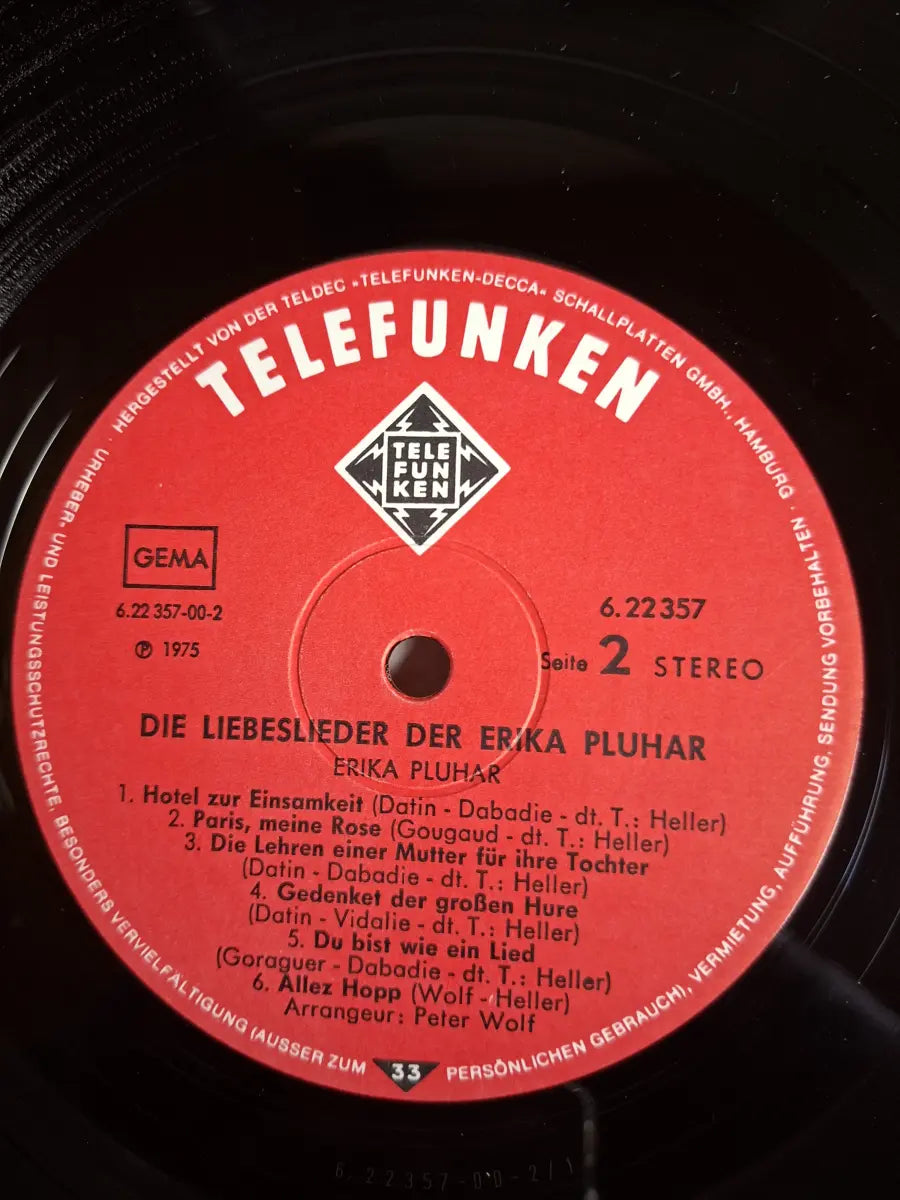 HERGESTELLT VON DER TELDEC »TELEFUNKEN-DECCA« SCHALLPLATTEN GMBH., HAMBURG ·
URHEBER- UND LEISTUNGSSCHUTZRECHTE, BESONDERS VERVIELFÄLTIGUNG (AUSSER ZUM PERSÖNLICHEN GEBRAUCH), VERMIETUNG, AUFFÜHRUNG, SENDUNG VORBEHALTEN ·
TELEFUNKEN
TELE
FUN
KEN
GEMA
6.22 357-00-2
℗ 1975
6.22 357
Seite 2 STEREO
DIE LIEBESLIEDER DER ERIKA PLUHAR
ERIKA PLUHAR
1. Hotel zur Einsamkeit (Datin - Dabadie - dt. T.: Heller)
2. Paris, meine Rose (Gougaud - dt. T.: Heller)
3. Die Lehren einer Mutter für ihre Tochter
(Datin - Dabadie - dt. T.: Heller)
4. Gedenket der großen Hure
(Datin - Vidalie - dt. T.: Heller)
5. Du bist wie ein Lied
(Goraguer - Dabadie - dt. T.: Heller)
6. Allez Hopp (Wolf - Heller)
Arrangeur: Peter Wolf
33
6.22357-00-2/1